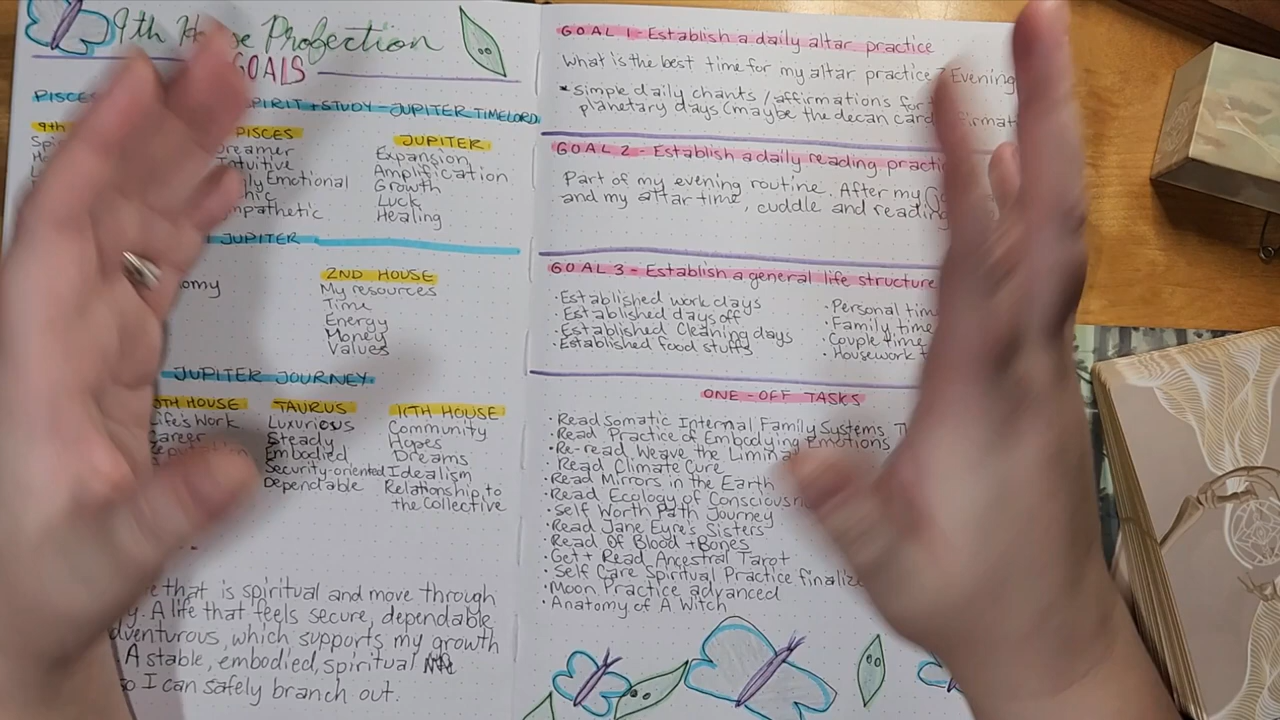 9th House Profection
GOALS
PISCES SPIRIT + STUDY - JUPITER TIMELORD
9th
PISCES
Dreamer
Intuitive
Emotional
JUPITER
Expansion
Amplification
Growth
Luck
Healing
JUPITER
2ND HOUSE
My resources
Time
Energy
Money
Values
JUPITER JOURNEY
HOUSE
Life's Work
Career
TAURUS
Luxurious
Steady
Embodied
Security-oriented
Dependable
11TH HOUSE
Community
Hopes
Dreams
Idealism
Relationship to
the Collective
that is spiritual and move through
A life that feels secure, dependable
which supports my growth
A stable, embodied, spiritual
so I can safely branch out.
GOAL 1 - Establish a daily altar practice
What is the best time for my altar practice? Evening
* simple daily chants / affirmations for
planetary days (maybe the decan card
GOAL 2 - Establish a daily reading
Part of my evening routine. After my
and my altar time, cuddle and reading
GOAL 3 - Establish a general life structure
• Established work days
• Established days off
• Established Cleaning days
• Established food stuffs
• Personal
• Family time
• Couple time
• Housework
ONE-OFF TASKS
• Read Somatic Internal Family Systems
• Read Practice of Embodying Emotions
• Re-read Weave the
• Read Climate Cure
• Read Mirrors in the Earth
• Read Ecology of
• Self Worth Path Journey
• Read Jane Eyre's Sisters
• Read Of Blood + Bones
• Get + Read Ancestral Tarot
• Self Care Spiritual Practice
• Moon Practice advanced
• Anatomy of A Witch